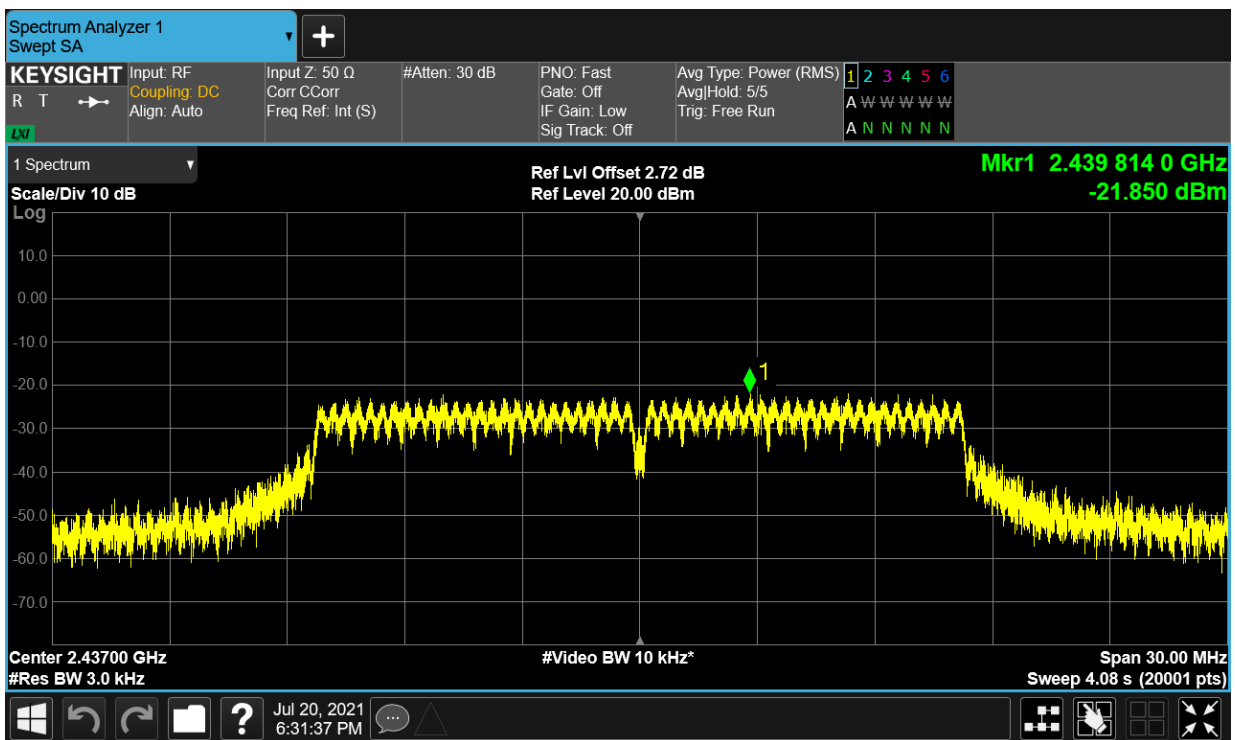 Spectrum Analyzer 1
Swept SA
+
KEYSIGHT
R T
LXI
Input: RF
Coupling: DC
Align: Auto
Input Z: 50 Ω
Corr CCorr
Freq Ref: Int (S)
#Atten: 30 dB
PNO: Fast
Gate: Off
IF Gain: Low
Sig Track: Off
Avg Type: Power (RMS)
Avg|Hold: 5/5
Trig: Free Run
1 2 3 4 5 6
A W W W W W
A N N N N N
1 Spectrum
Scale/Div 10 dB
Log
Ref Lvl Offset 2.72 dB
Ref Level 20.00 dBm
Mkr1 2.439 814 0 GHz
-21.850 dBm
10.0
0.00
-10.0
-20.0
-30.0
-40.0
-50.0
-60.0
-70.0
1
Center 2.43700 GHz
#Res BW 3.0 kHz
#Video BW 10 kHz*
Span 30.00 MHz
Sweep 4.08 s (20001 pts)
?
Jul 20, 2021
6:31:37 PM